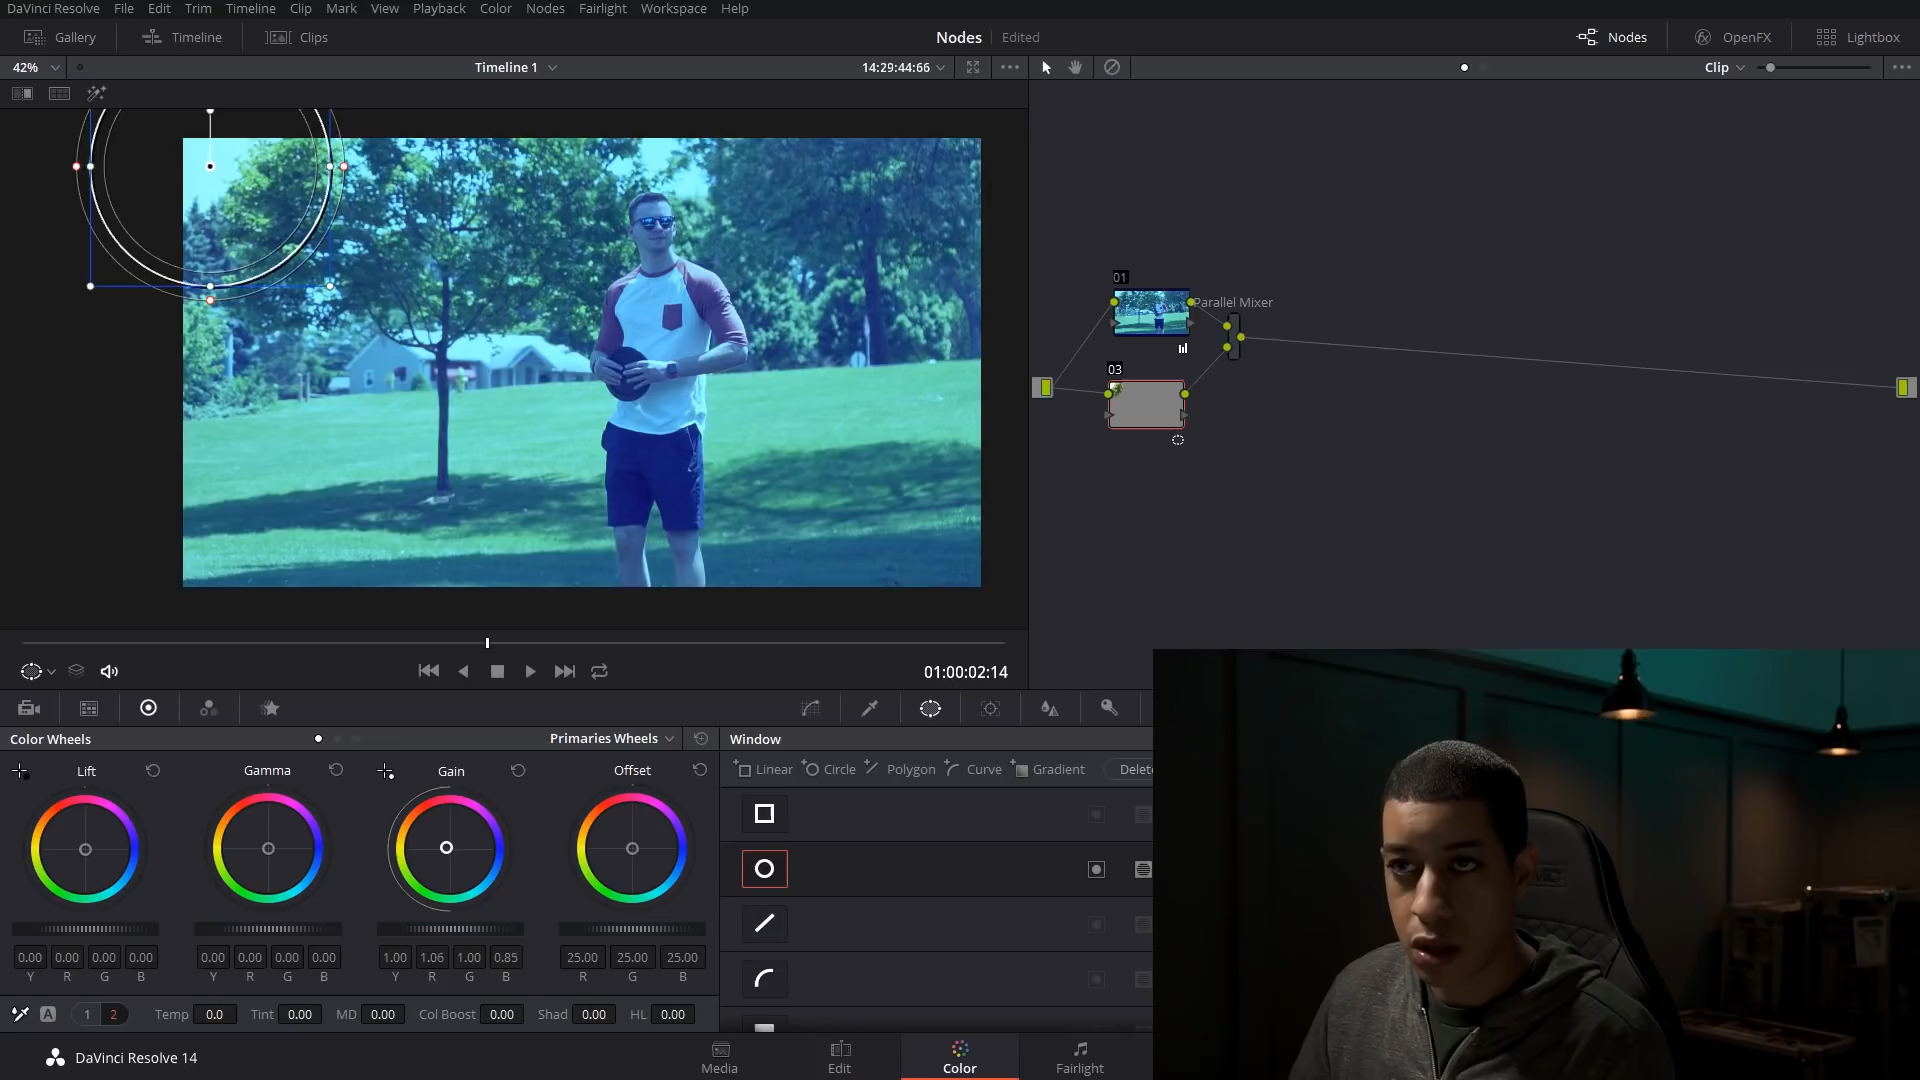 DaVinci Resolve File Edit Trim Timeline Clip Mark View Playback Color Nodes Fairlight Workspace Help
Gallery Timeline Clips Nodes Edited Nodes OpenFX Lightbox
42% Timeline 1 14:29:44:66 Clip
01
Parallel Mixer
03
01:00:02:14
Color Wheels Primaries Wheels Window
Lift Gamma Gain Offset
Linear Circle Polygon Curve Gradient Delet
0.00 0.00 0.00 0.00 0.00 0.00 0.00 0.00 1.00 1.06 1.00 0.85 25.00 25.00 25.00
Y R G B Y R G B Y R G B R G B
A 1 2 Temp 0.0 Tint 0.00 MD 0.00 Col Boost 0.00 Shad 0.00 HL 0.00
DaVinci Resolve 14 Media Edit Color Fairlight